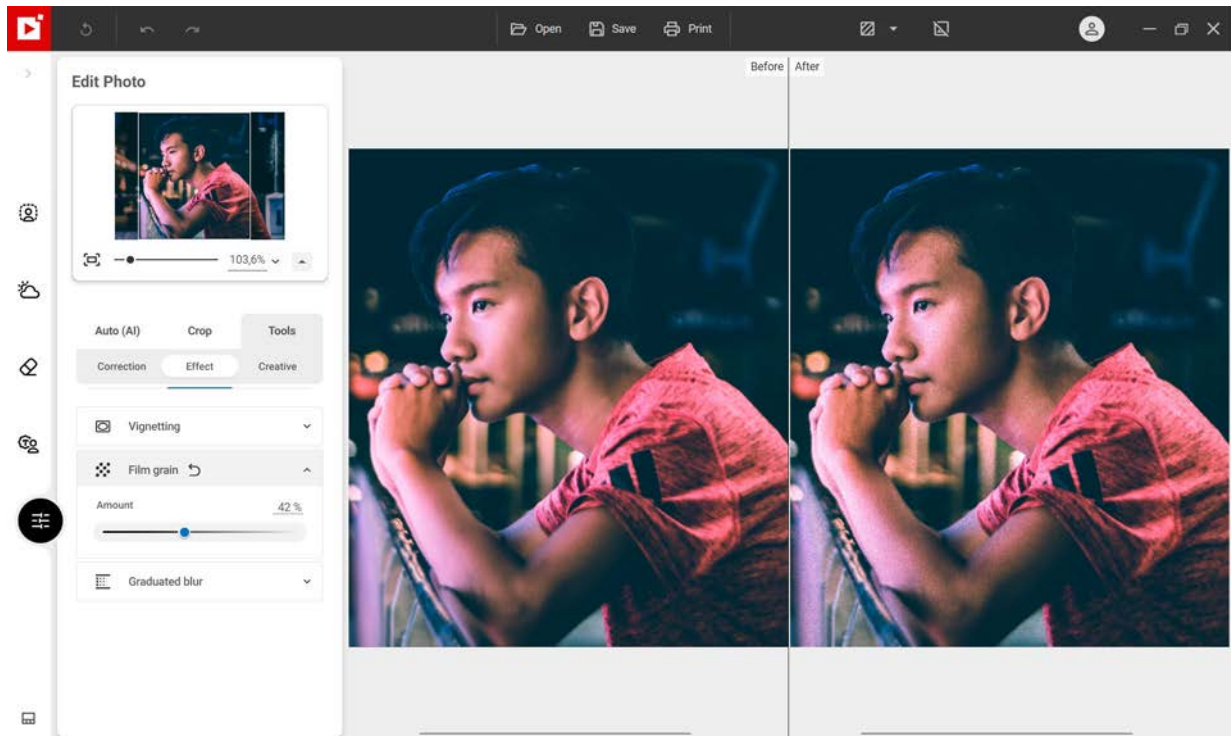 Open Save Print
Edit Photo
Before After
103,6%
Auto (AI) Crop Tools
Correction Effect Creative
Vignetting
Film grain
Amount 42 %
Graduated blur